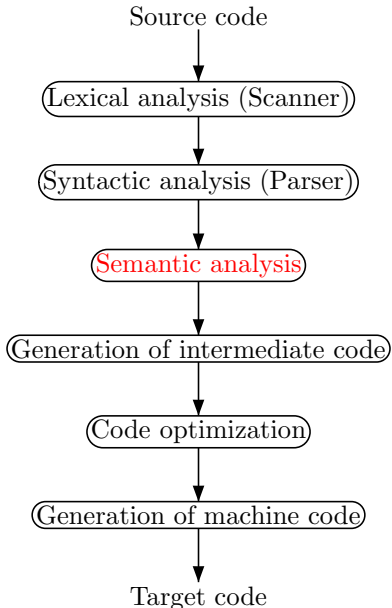 Source code
Lexical analysis (Scanner)
Syntactic analysis (Parser)
Semantic analysis
Generation of intermediate code
Code optimization
Generation of machine code
Target code